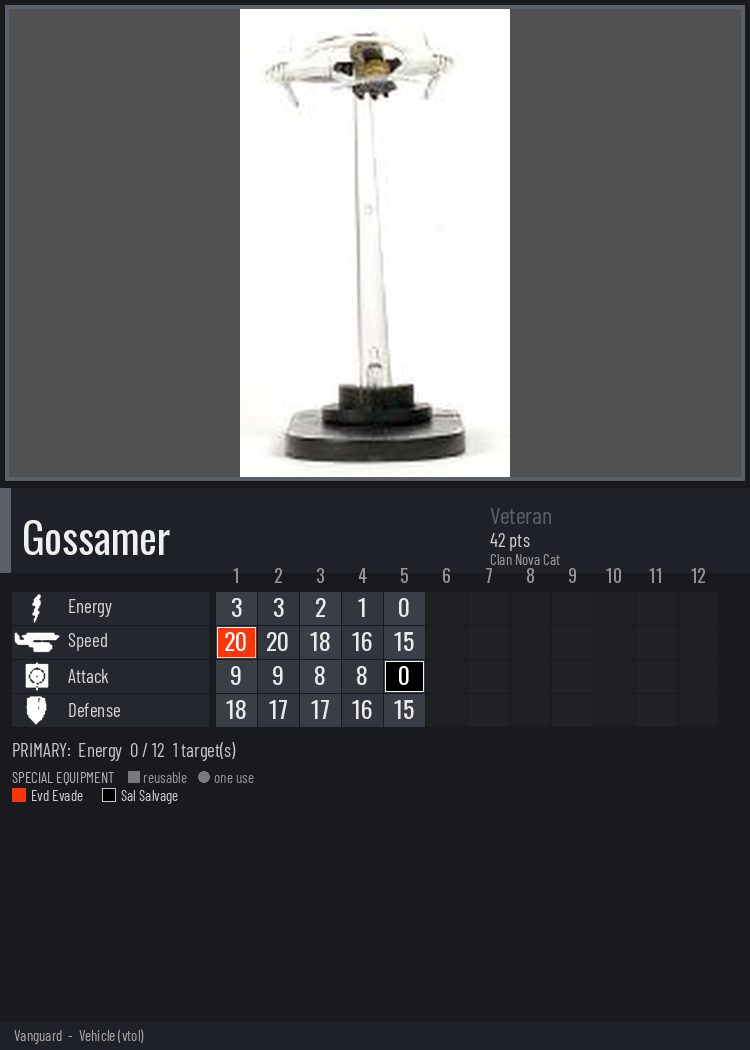 Gossamer
Veteran
42 pts
Clan Nova Cat
1 2 3 4 5 6 7 8 9 10 11 12
Energy 3 3 2 1 0
Speed 20 20 18 16 15
Attack 9 9 8 8 0
Defense 18 17 17 16 15
PRIMARY: Energy 0 / 12 1 target(s)
SPECIAL EQUIPMENT reusable one use
Evd Evade Sal Salvage
Vanguard - Vehicle (vtol)